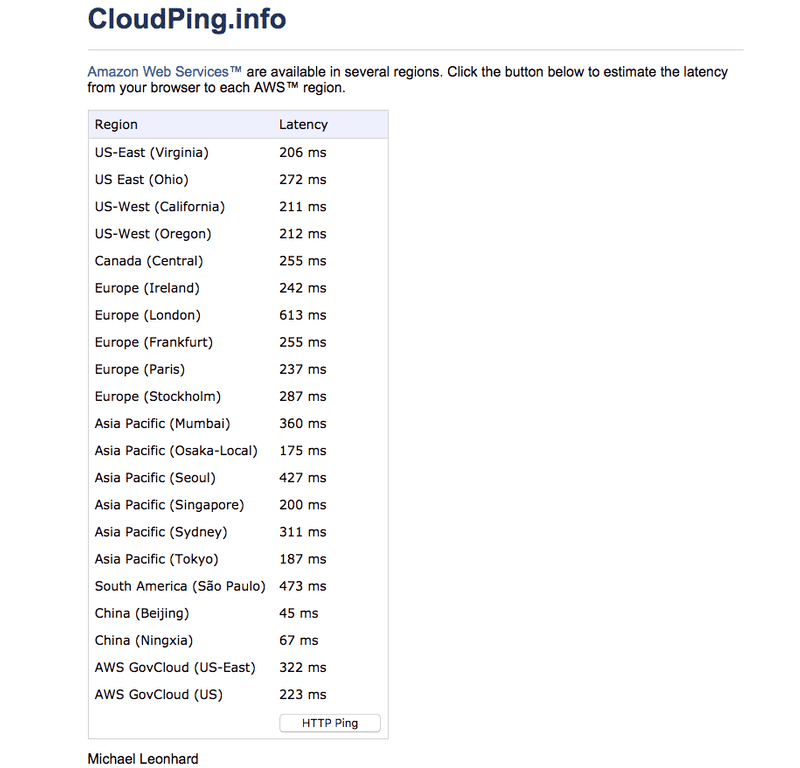 CloudPing.info
Amazon Web Services™ are available in several regions. Click the button below to estimate the latency
from your browser to each AWS™ region.
Region Latency
US-East (Virginia) 206 ms
US East (Ohio) 272 ms
US-West (California) 211 ms
US-West (Oregon) 212 ms
Canada (Central) 255 ms
Europe (Ireland) 242 ms
Europe (London) 613 ms
Europe (Frankfurt) 255 ms
Europe (Paris) 237 ms
Europe (Stockholm) 287 ms
Asia Pacific (Mumbai) 360 ms
Asia Pacific (Osaka-Local) 175 ms
Asia Pacific (Seoul) 427 ms
Asia Pacific (Singapore) 200 ms
Asia Pacific (Sydney) 311 ms
Asia Pacific (Tokyo) 187 ms
South America (São Paulo) 473 ms
China (Beijing) 45 ms
China (Ningxia) 67 ms
AWS GovCloud (US-East) 322 ms
AWS GovCloud (US) 223 ms
HTTP Ping
Michael Leonhard